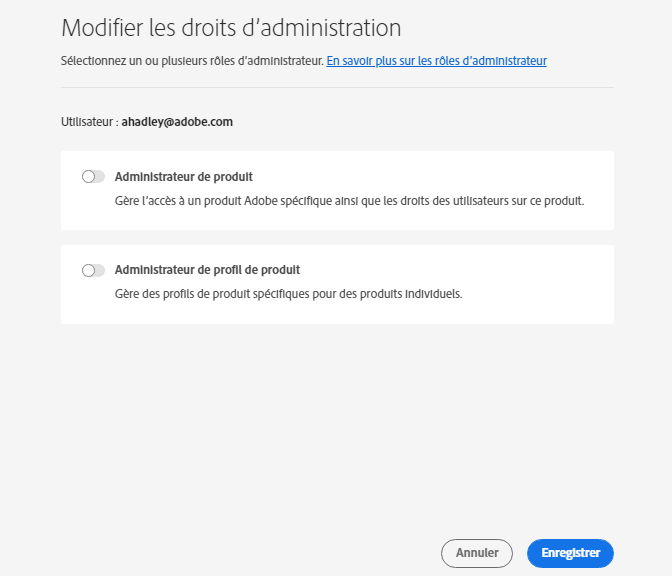 Modifier les droits d’administration
Sélectionnez un ou plusieurs rôles d’administrateur. En savoir plus sur les rôles d’administrateur
Utilisateur : ahadley@adobe.com
Administrateur de produit
Gère l’accès à un produit Adobe spécifique ainsi que les droits des utilisateurs sur ce produit.
Administrateur de profil de produit
Gère des profils de produit spécifiques pour des produits individuels.
Annuler
Enregistrer